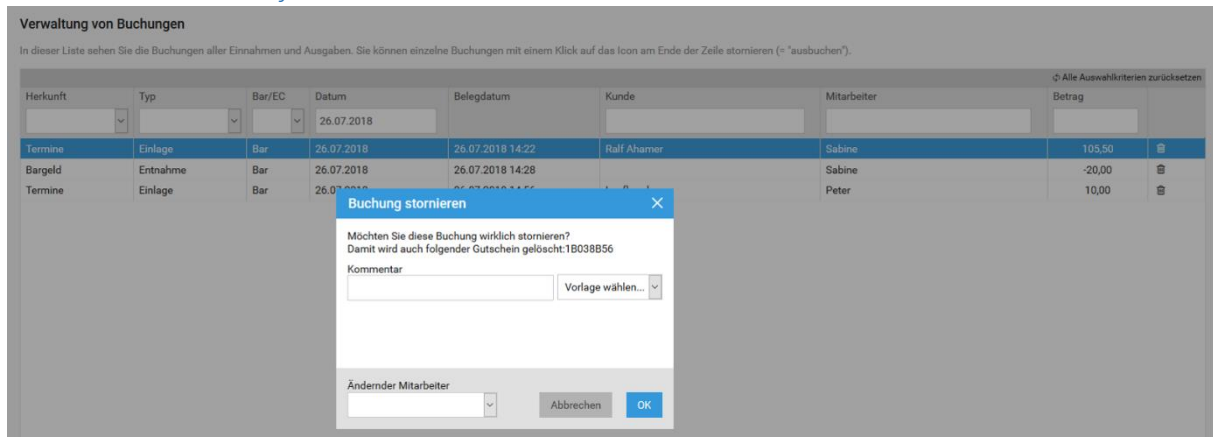 Verwaltung von Buchungen
In dieser Liste sehen Sie die Buchungen aller Einnahmen und Ausgaben. Sie können einzelne Buchungen mit einem Klick auf das Icon am Ende der Zeile stornieren (= "ausbuchen").
Alle Auswahlkriterien zurücksetzen
Herkunft Typ Bar/EC Datum Belegdatum Kunde Mitarbeiter Betrag
26.07.2018
Termine Einlage Bar 26.07.2018 26.07.2018 14:22 Ralf Ahamer Sabine 105,50
Bargeld Entnahme Bar 26.07.2018 26.07.2018 14:28 Sabine -20,00
Termine Einlage Bar Peter 10,00
Buchung stornieren
Möchten Sie diese Buchung wirklich stornieren?
Damit wird auch folgender Gutschein gelöscht:1B038B56
Kommentar
Vorlage wählen...
Ändernder Mitarbeiter
Abbrechen OK